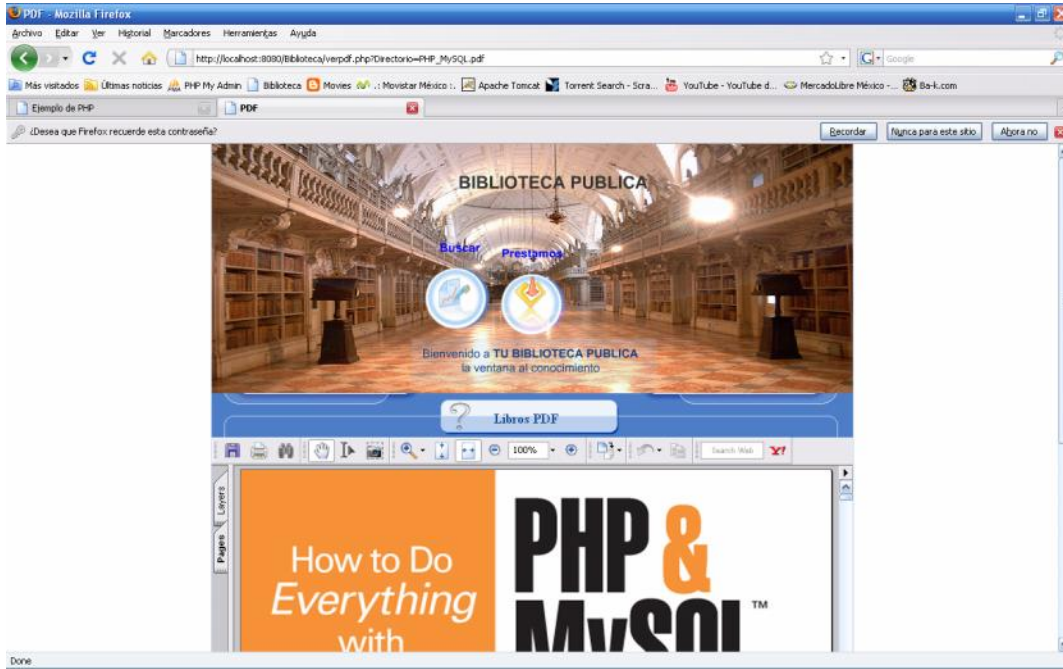 PDF - Mozilla Firefox
Archivo Editar Ver Historial Marcadores Herramientas Ayuda
http://localhost:8080/Biblioteca/verpdf.php?Directorio=PHP_MySQL.pdf
Google
Más visitados Últimas noticias PHP My Admin Biblioteca Movies .: Movistar México :. Apache Tomcat Torrent Search - Scra... YouTube - YouTube d... MercadoLibre México -... Ba-k.com
Ejemplo de PHP PDF
¿Desea que Firefox recuerde esta contraseña? Recordar Nunca para este sitio Ahora no
BIBLIOTECA PUBLICA
Buscar Prestamos
Bienvenido a TU BIBLIOTECA PUBLICA
la ventana al conocimiento
? Libros PDF
100% Search Web Y!
Layers
Pages
How to Do
Everything
with
PHP &
MySQL™
Done